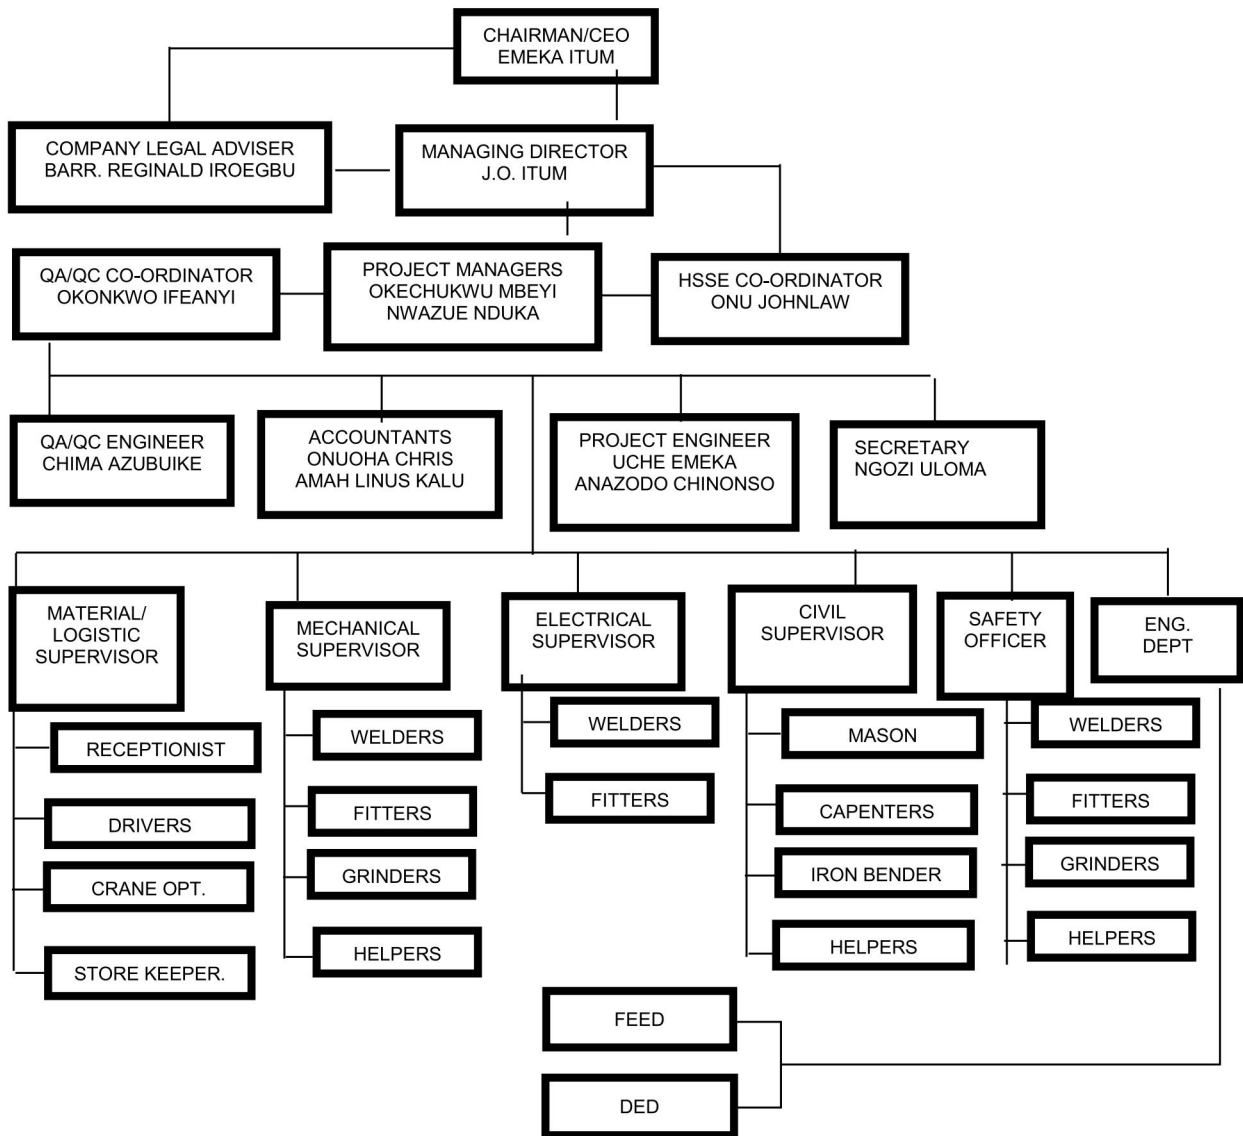 CHAIRMAN/CEO
EMEKA ITUM
COMPANY LEGAL ADVISER
BARR. REGINALD IROEGBU
MANAGING DIRECTOR
J.O. ITUM
QA/QC CO-ORDINATOR
OKONKWO IFEANYI
PROJECT MANAGERS
OKECHUKWU MBEYI
NWAZUE NDUKA
HSSE CO-ORDINATOR
ONU JOHNLAW
QA/QC ENGINEER
CHIMA AZUBUIKE
ACCOUNTANTS
ONUOHA CHRIS
AMAH LINUS KALU
PROJECT ENGINEER
UCHE EMEKA
ANAZODO CHINONSO
SECRETARY
NGOZI ULOMA
MATERIAL/
LOGISTIC
SUPERVISOR
MECHANICAL
SUPERVISOR
ELECTRICAL
SUPERVISOR
CIVIL
SUPERVISOR
SAFETY
OFFICER
ENG.
DEPT
RECEPTIONIST
DRIVERS
CRANE OPT.
STORE KEEPER.
WELDERS
FITTERS
GRINDERS
HELPERS
WELDERS
FITTERS
MASON
CAPENTERS
IRON BENDER
HELPERS
WELDERS
FITTERS
GRINDERS
HELPERS
FEED
DED